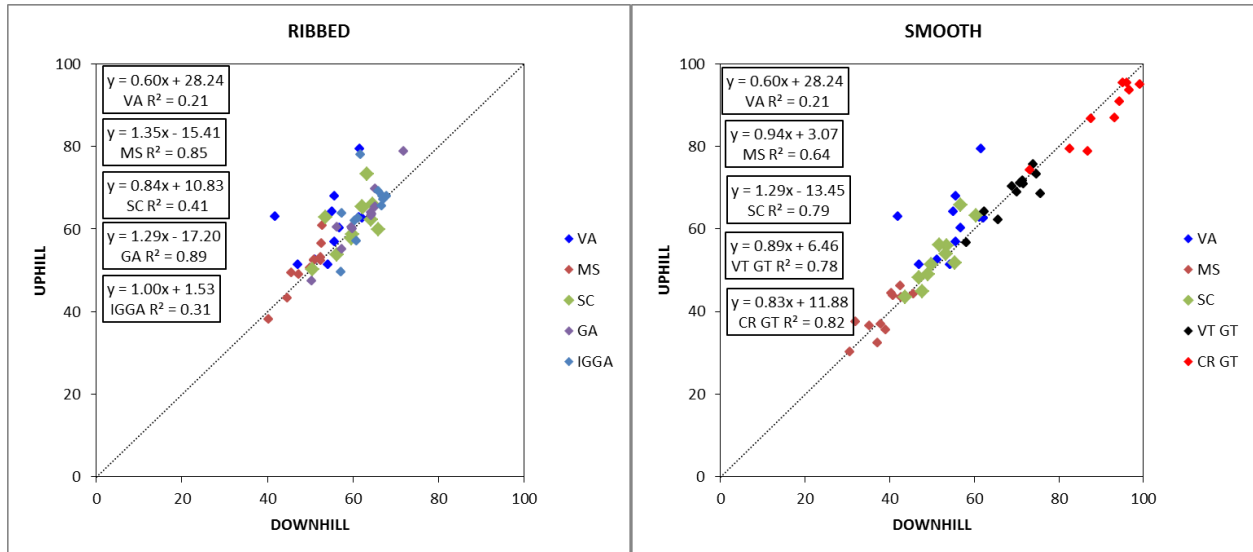 RIBBED
100
80
60
40
20
0
0
20
40
60
80
100
UPHILL
DOWNHILL
y = 0.60x + 28.24
VA R² = 0.21
y = 1.35x - 15.41
MS R² = 0.85
y = 0.84x + 10.83
SC R² = 0.41
y = 1.29x - 17.20
GA R² = 0.89
y = 1.00x + 1.53
IGGA R² = 0.31
VA
MS
SC
GA
IGGA
SMOOTH
100
80
60
40
20
0
0
20
40
60
80
100
UPHILL
DOWNHILL
y = 0.60x + 28.24
VA R² = 0.21
y = 0.94x + 3.07
MS R² = 0.64
y = 1.29x - 13.45
SC R² = 0.79
y = 0.89x + 6.46
VT GT R² = 0.78
y = 0.83x + 11.88
CR GT R² = 0.82
VA
MS
SC
VT GT
CR GT